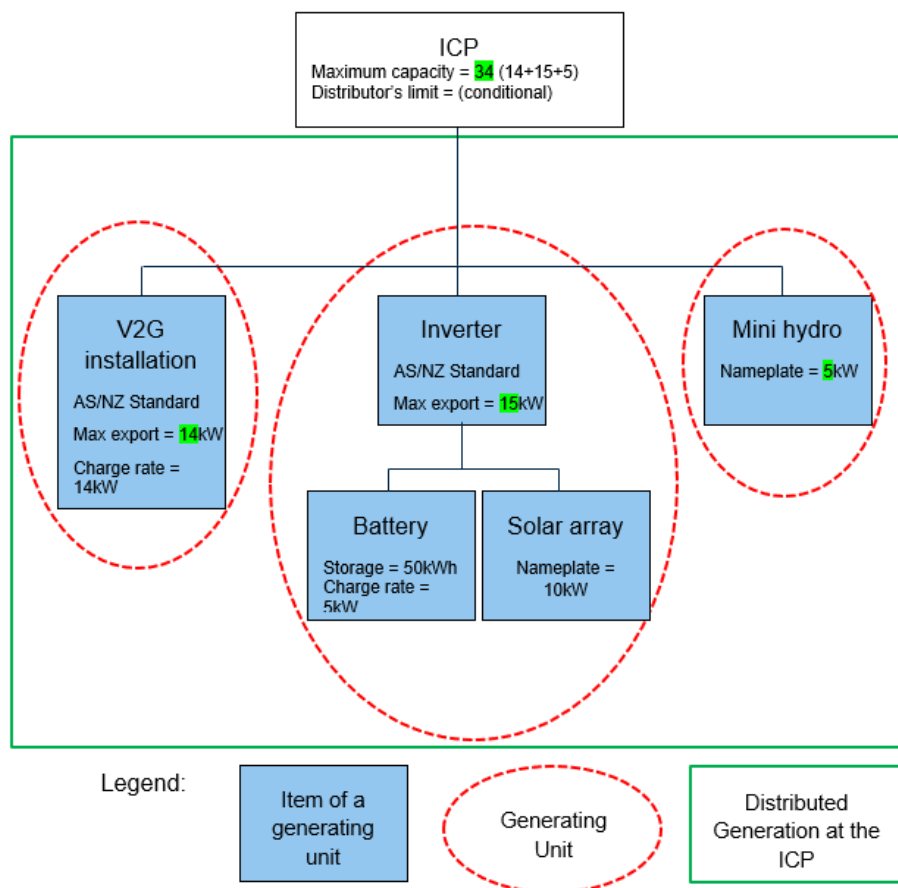 ICP
Maximum capacity = 34 (14+15+5)
Distributor's limit = (conditional)
V2G
installation
AS/NZ Standard
Max export = 14kW
Charge rate =
14kW
Inverter
AS/NZ Standard
Max export = 15kW
Mini hydro
Nameplate = 5kW
Battery
Storage = 50kWh
Charge rate =
5kW
Solar array
Nameplate =
10kW
Legend:
Item of a
generating
unit
Generating
Unit
Distributed
Generation at the
ICP